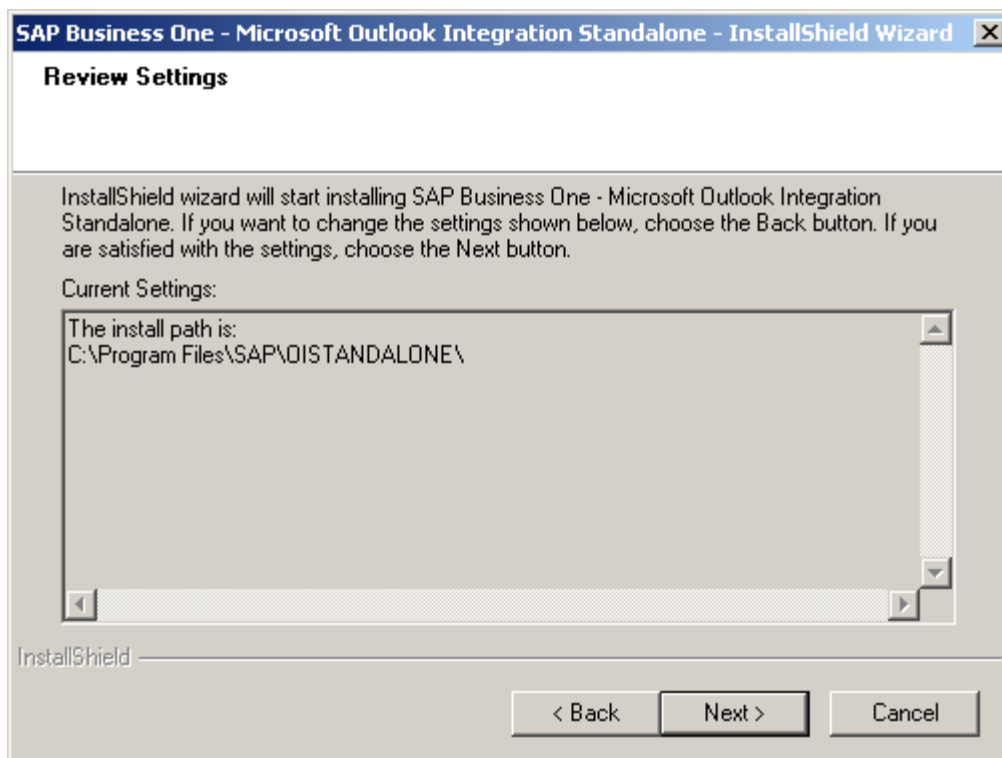 SAP Business One - Microsoft Outlook Integration Standalone - InstallShield Wizard
Review Settings
InstallShield wizard will start installing SAP Business One - Microsoft Outlook Integration
Standalone. If you want to change the settings shown below, choose the Back button. If you
are satisfied with the settings, choose the Next button.
Current Settings:
The install path is:
C:\Program Files\SAP\OISTANDALONE\
InstallShield
< Back
Next >
Cancel